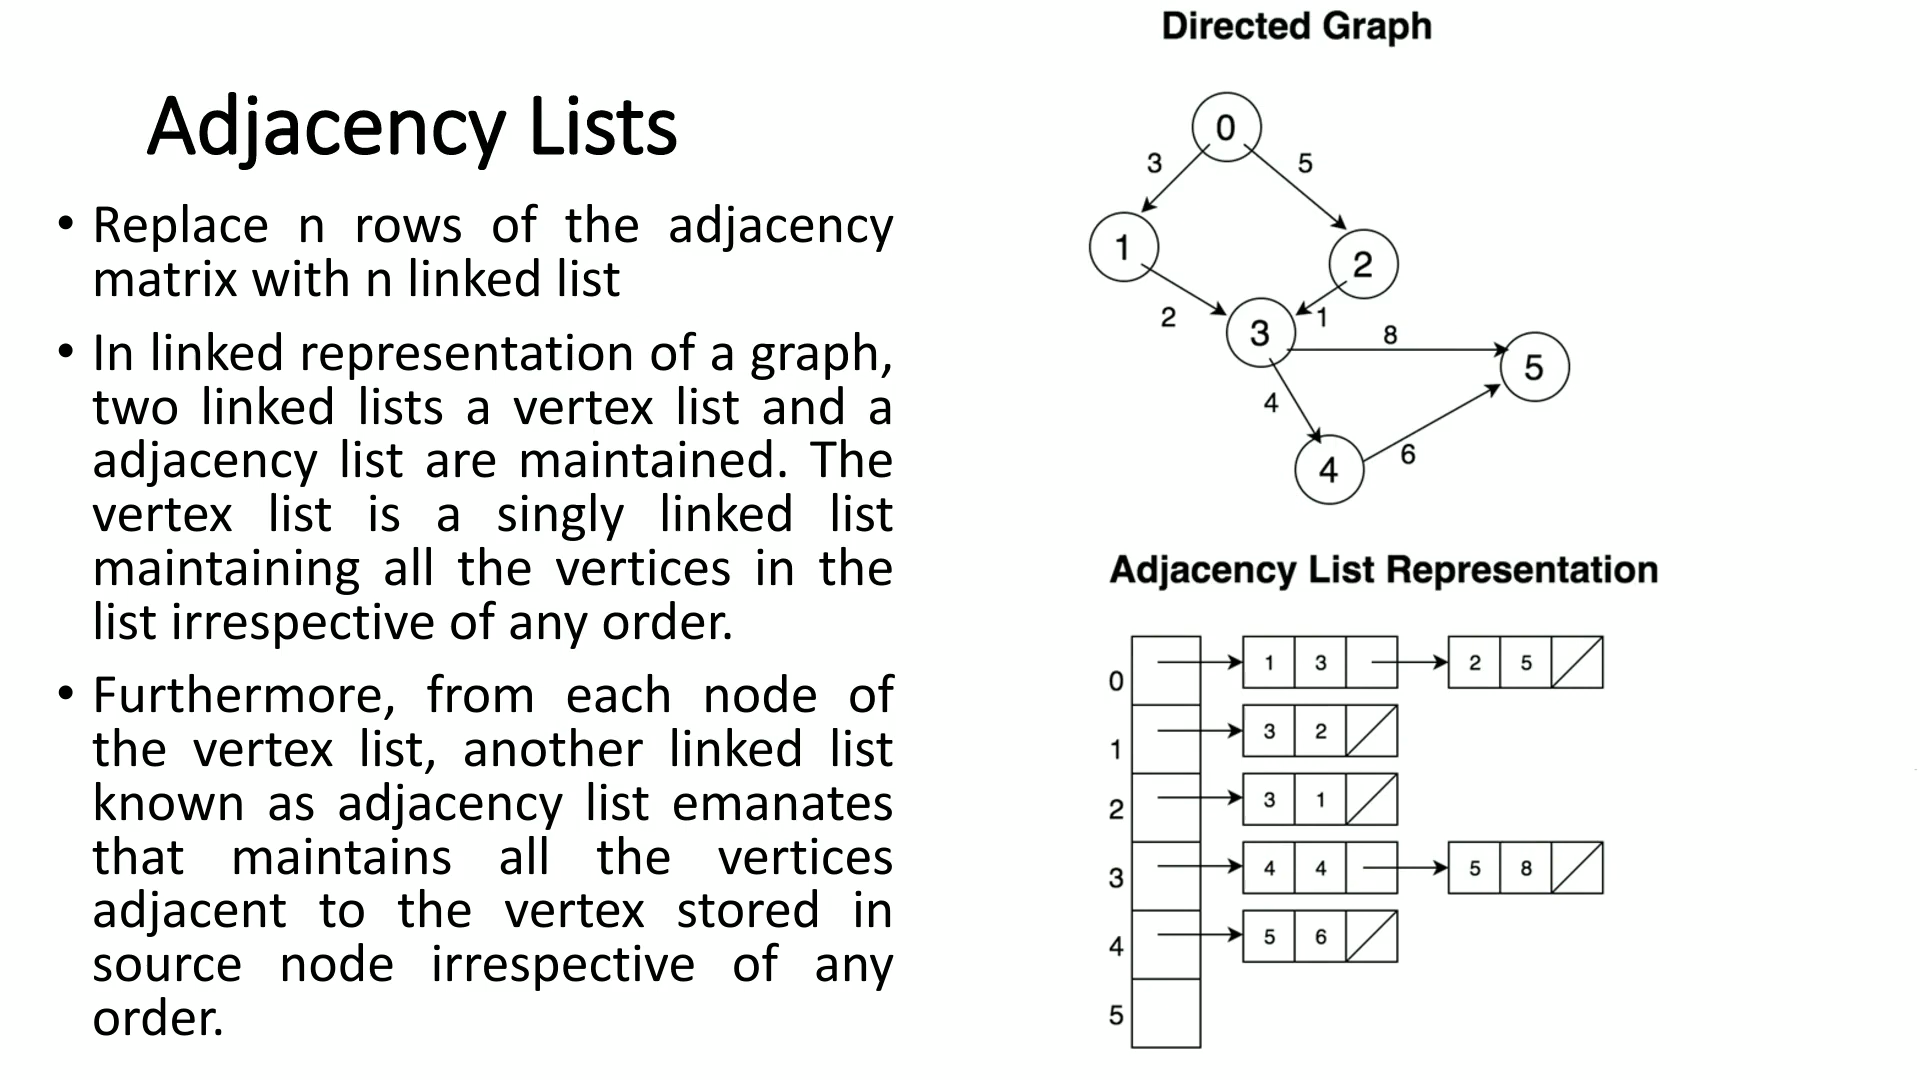 Adjacency Lists
• Replace n rows of the adjacency
matrix with n linked list
• In linked representation of a graph,
two linked lists a vertex list and a
adjacency list are maintained. The
vertex list is a singly linked list
maintaining all the vertices in the
list irrespective of any order.
• Furthermore, from each node of
the vertex list, another linked list
known as adjacency list emanates
that maintains all the vertices
adjacent to the vertex stored in
source node irrespective of any
order.
Directed Graph
0
3 5
1
2
2 3 1
8
5
4
4 6
Adjacency List Representation
0 1 3 2 5
1 3 2
2 3 1
3 4 4 5 8
4 5 6
5